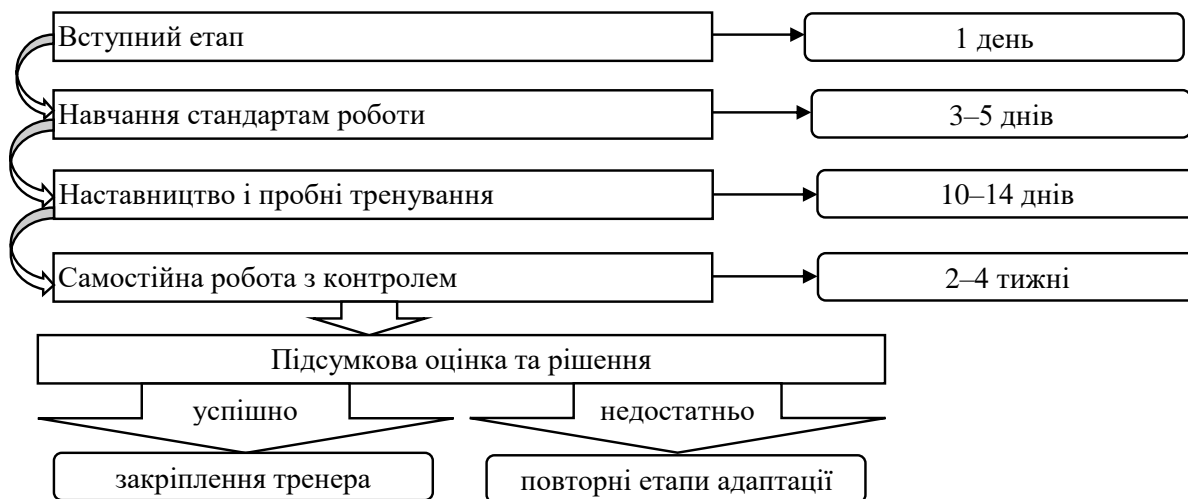 Вступний етап
1 день
Навчання стандартам роботи
3–5 днів
Наставництво і пробні тренування
10–14 днів
Самостійна робота з контролем
2–4 тижні
Підсумкова оцінка та рішення
успішно
недостатньо
закріплення тренера
повторні етапи адаптації